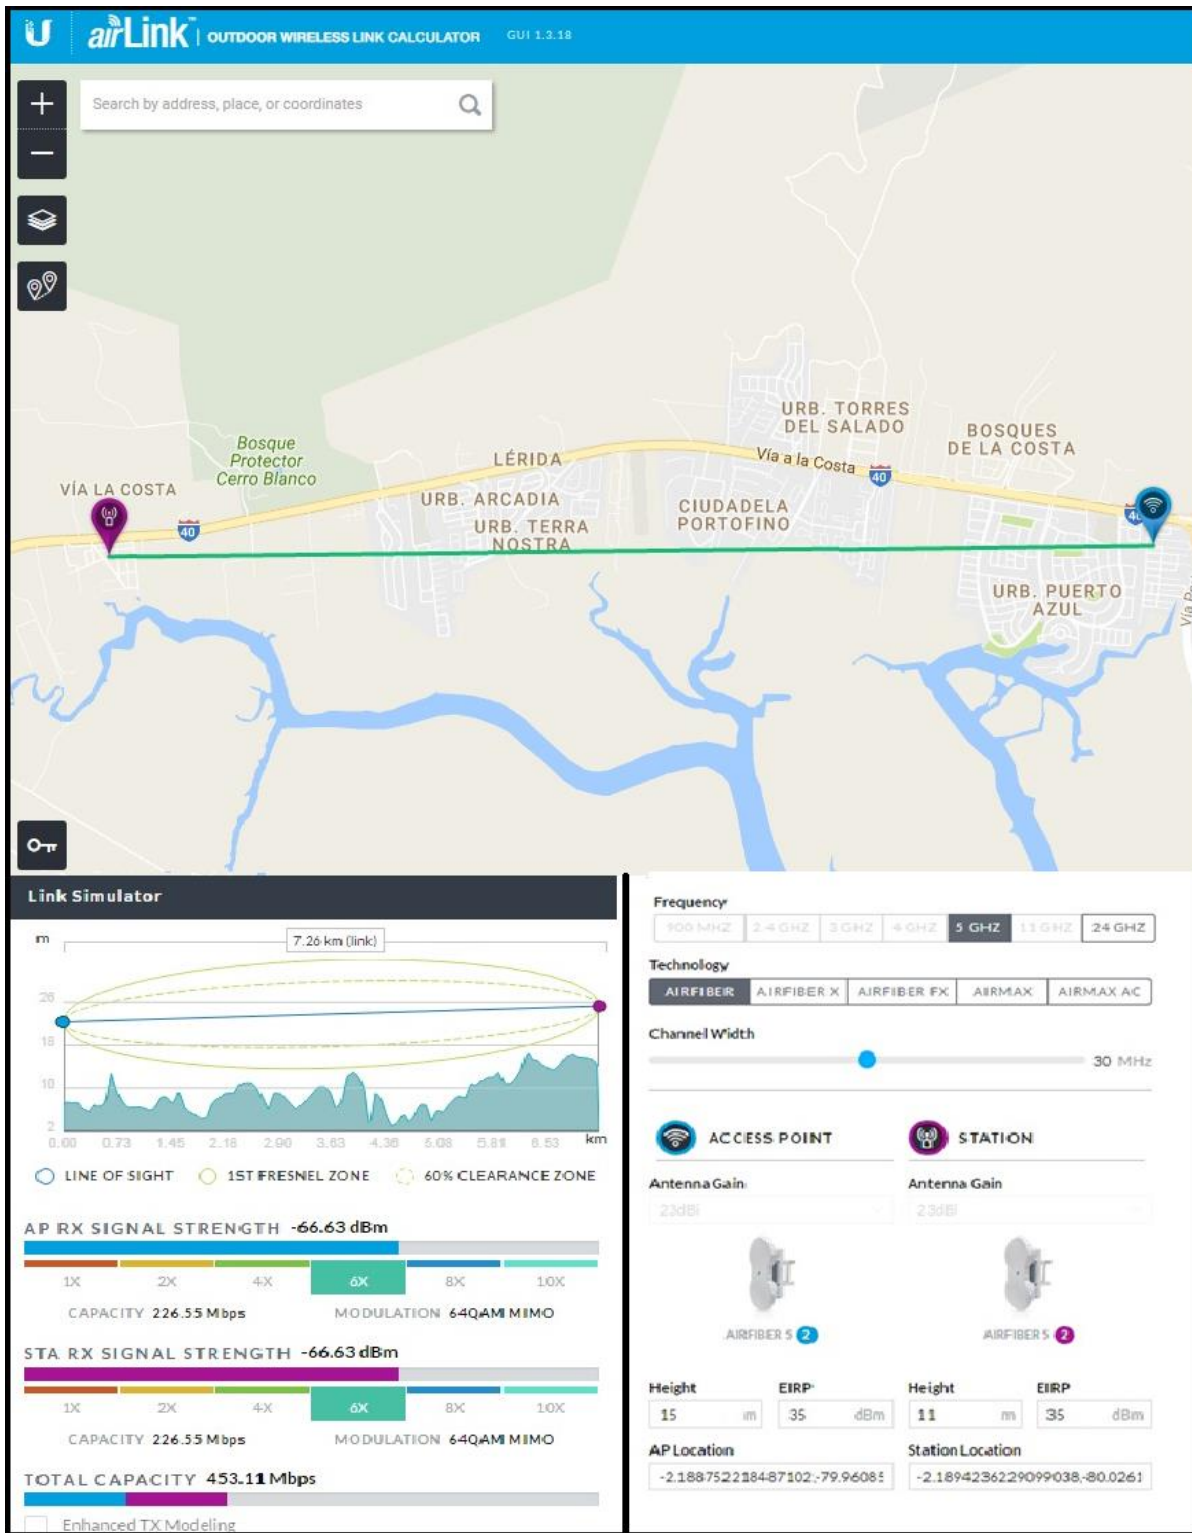 airLink™ | OUTDOOR WIRELESS LINK CALCULATOR GUI 1.3.18
Search by address, place, or coordinates
URB. TORRES
DEL SALADO
BOSQUES
DE LA COSTA
Bosque
Protector
Cerro Blanco
LÉRIDA
Vía a la Costa
40
VÍA LA COSTA
URB. ARCADIA
CIUDADELA
PORTOFINO
40
40
URB. TERRA
NOSTRA
URB. PUERTO
AZUL
Link Simulator
m
7.26 km (link)
26
18
10
2
0.00 0.73 1.45 2.18 2.90 3.63 4.36 5.08 5.81 6.53 km
LINE OF SIGHT 1ST FRESNEL ZONE 60% CLEARANCE ZONE
AP RX SIGNAL STRENGTH -66.63 dBm
1X 2X 4X 6X 8X 10X
CAPACITY 226.55 Mbps MODULATION 64QAM MIMO
STA RX SIGNAL STRENGTH -66.63 dBm
1X 2X 4X 6X 8X 10X
CAPACITY 226.55 Mbps MODULATION 64QAM MIMO
TOTAL CAPACITY 453.11 Mbps
Enhanced TX Modeling
Frequency
900 MHZ 2.4 GHZ 3 GHZ 4 GHZ 5 GHZ 11 GHZ 24 GHZ
Technology
AIRFIBER AIRFIBER X AIRFIBER FX AIRMAX AIRMAX AC
Channel Width
30 MHz
ACCESS POINT STATION
Antenna Gain Antenna Gain
23dBi 23dBi
AIRFIBER 5 2 AIRFIBER 5 2
Height EIRP Height EIRP
15 m 35 dBm 11 m 35 dBm
AP Location Station Location
-2.188752218487102,-79.96085 -2.1894236229099038,-80.0261